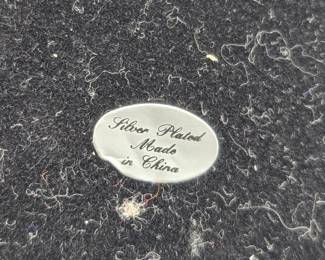 Silver Plated
Made
in China